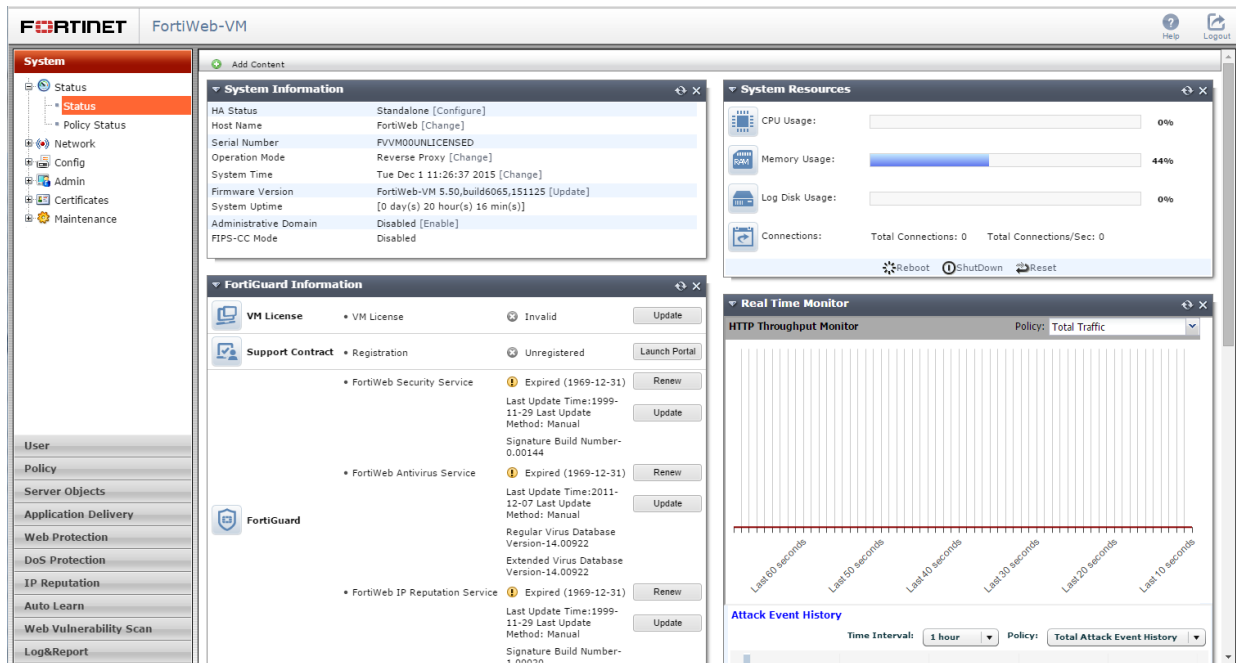 FORTINET FortiWeb-VM
Help Logout
System
Status
Status
Policy Status
Network
Config
Admin
Certificates
Maintenance
User
Policy
Server Objects
Application Delivery
Web Protection
DoS Protection
IP Reputation
Auto Learn
Web Vulnerability Scan
Log&Report
Add Content
System Information
HA Status Standalone [Configure]
Host Name FortiWeb [Change]
Serial Number FVVM00UNLICENSED
Operation Mode Reverse Proxy [Change]
System Time Tue Dec 1 11:26:37 2015 [Change]
Firmware Version FortiWeb-VM 5.50,build6065,151125 [Update]
System Uptime [0 day(s) 20 hour(s) 16 min(s)]
Administrative Domain Disabled [Enable]
FIPS-CC Mode Disabled
FortiGuard Information
VM License • VM License Invalid Update
Support Contract • Registration Unregistered Launch Portal
FortiGuard
• FortiWeb Security Service Expired (1969-12-31) Renew
Last Update Time:1999-
11-29 Last Update Update
Method: Manual
Signature Build Number-
0.00144
• FortiWeb Antivirus Service Expired (1969-12-31) Renew
Last Update Time:2011-
12-07 Last Update Update
Method: Manual
Regular Virus Database
Version-14.00922
Extended Virus Database
Version-14.00922
• FortiWeb IP Reputation Service Expired (1969-12-31) Renew
Last Update Time:1999-
11-29 Last Update Update
Method: Manual
Signature Build Number-
System Resources
CPU Usage: 0%
RAM
Memory Usage: 44%
Log Disk Usage: 0%
Connections: Total Connections: 0 Total Connections/Sec: 0
Reboot ShutDown Reset
Real Time Monitor
HTTP Throughput Monitor Policy: Total Traffic
Last 60 seconds
Last 50 seconds
Last 40 seconds
Last 30 seconds
Last 20 seconds
Last 10 seconds
Attack Event History
Time Interval: 1 hour Policy: Total Attack Event History